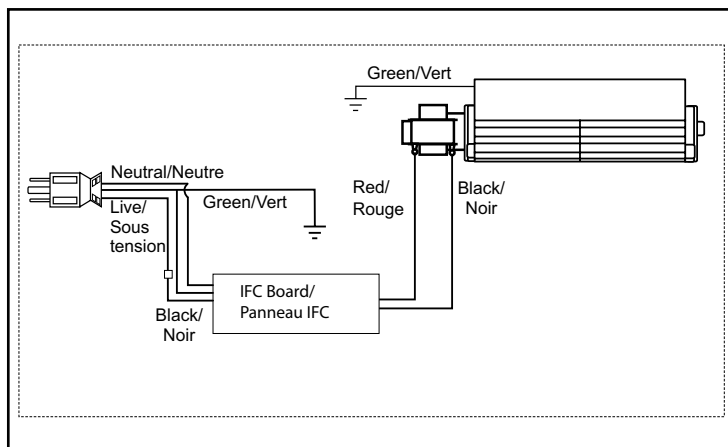 Green/Vert
Neutral/Neutre
Green/Vert
Live/
Sous
tension
Red/
Rouge
Black/
Noir
IFC Board/
Panneau IFC
Black/
Noir